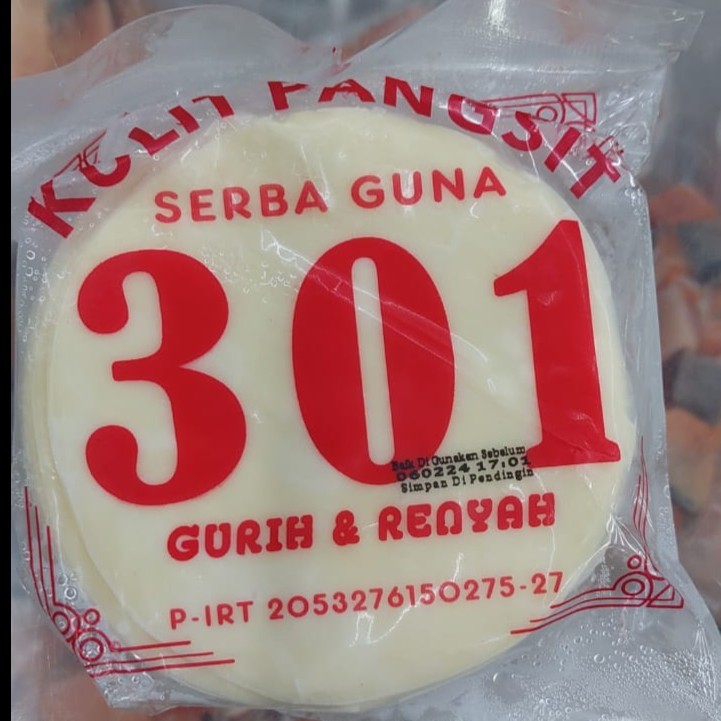 KULIT PANGSIT
SERBA GUNA
301
Baik Di Gunakan Sebelum
060224 17:01
Simpan Di Pendingin
GURIH & RENYAH
P-IRT 2053276150275-27